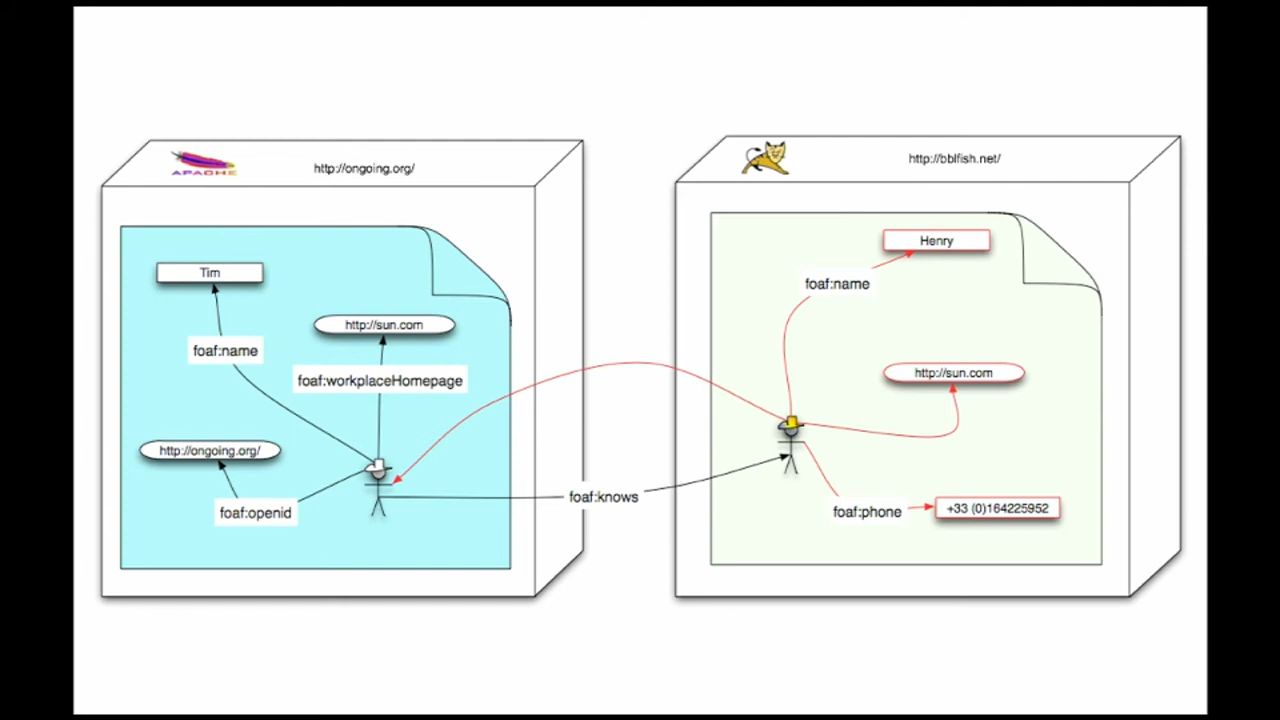 APACHE
http://ongoing.org/
Tim
http://sun.com
foaf:name
foaf:workplaceHomepage
http://ongoing.org/
foaf:openid
foaf:knows
http://bblfish.net/
Henry
foaf:name
http://sun.com
foaf:phone
+33 (0)164225952